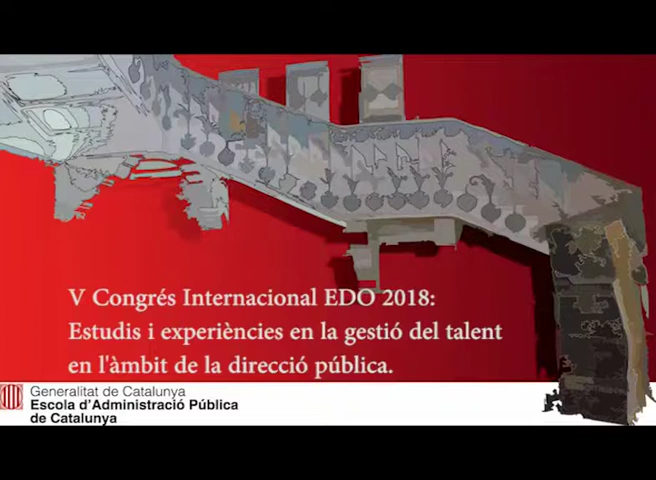 V Congrés Internacional EDO 2018:
Estudis i experiències en la gestió del talent
en l'àmbit de la direcció pública.
Generalitat de Catalunya
Escola d'Administració Pública
de Catalunya